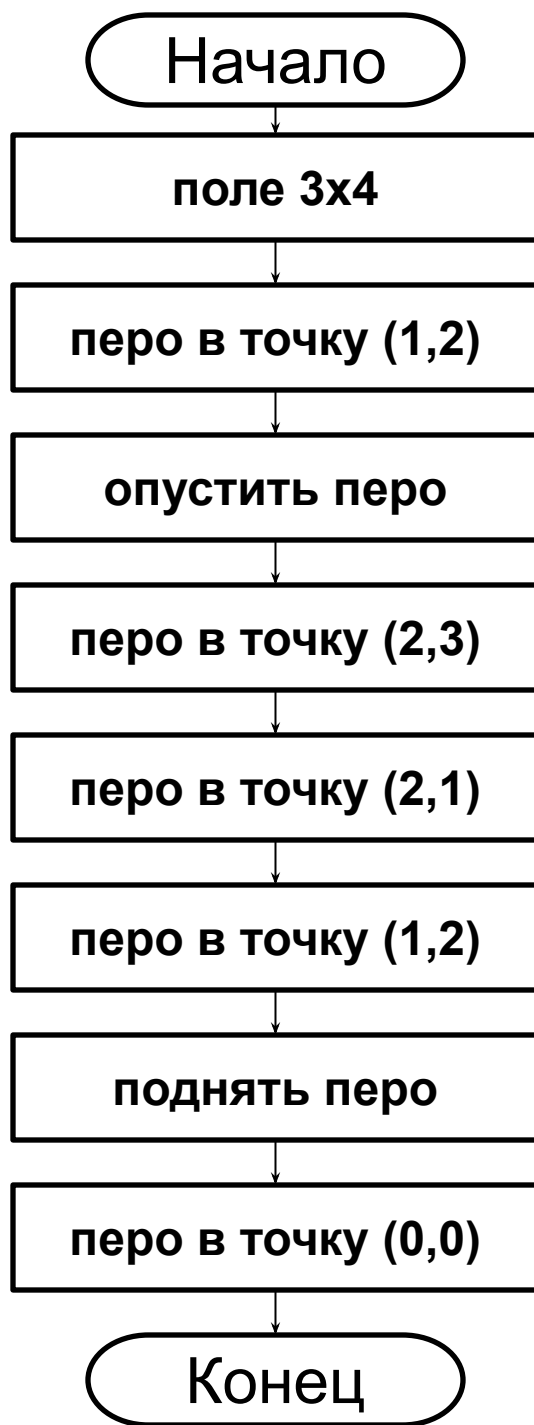 Начало
поле 3x4
перо в точку (1,2)
опустить перо
перо в точку (2,3)
перо в точку (2,1)
перо в точку (1,2)
поднять перо
перо в точку (0,0)
Конец